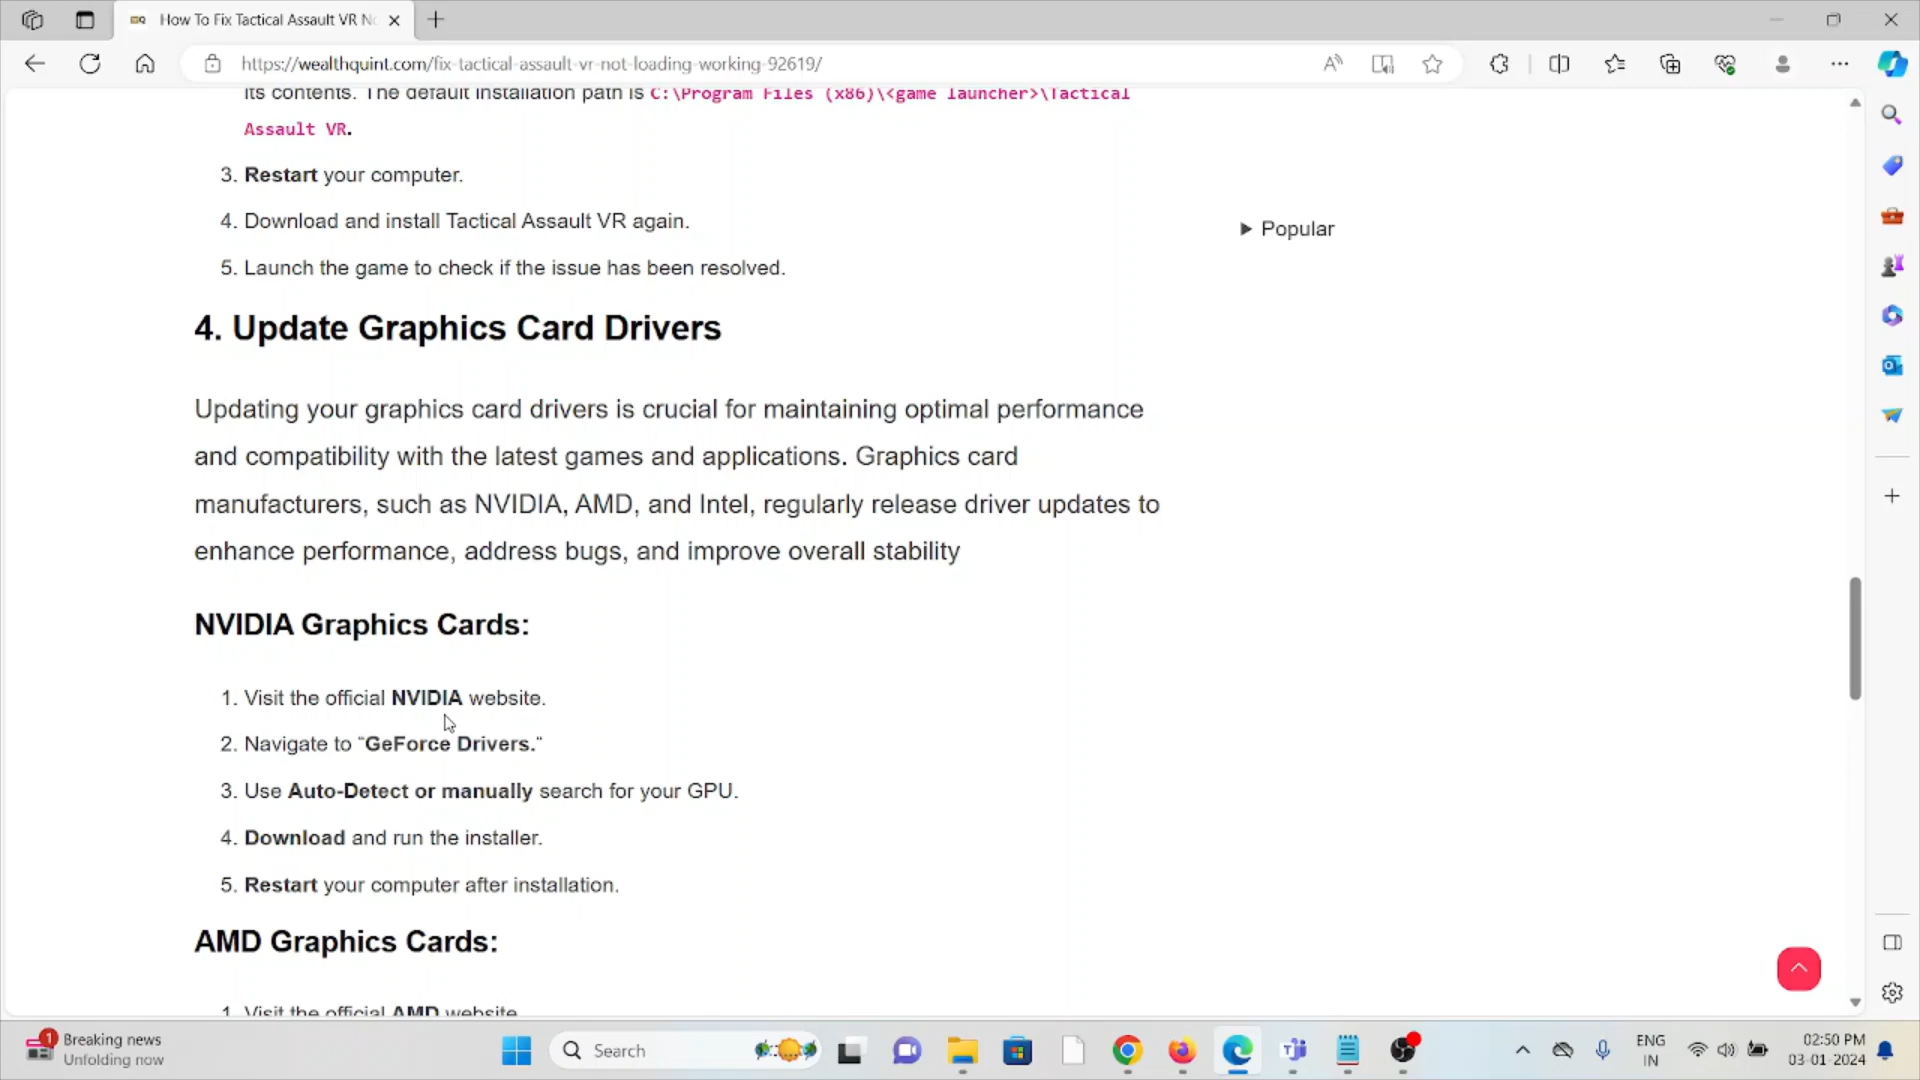 How To Fix Tactical Assault VR No
https://wealthquint.com/fix-tactical-assault-vr-not-loading-working-92619/
its contents. The default installation path is C:\Program Files (x86)\<game launcher>\Tactical
Assault VR.
3. Restart your computer.
4. Download and install Tactical Assault VR again.
Popular
5. Launch the game to check if the issue has been resolved.
4. Update Graphics Card Drivers
Updating your graphics card drivers is crucial for maintaining optimal performance
and compatibility with the latest games and applications. Graphics card
manufacturers, such as NVIDIA, AMD, and Intel, regularly release driver updates to
enhance performance, address bugs, and improve overall stability
NVIDIA Graphics Cards:
1. Visit the official NVIDIA website.
2. Navigate to “GeForce Drivers.“
3. Use Auto-Detect or manually search for your GPU.
4. Download and run the installer.
5. Restart your computer after installation.
AMD Graphics Cards:
1. Visit the official AMD website.
1 Breaking news
Unfolding now
Search
ENG
IN
02:50 PM
03-01-2024